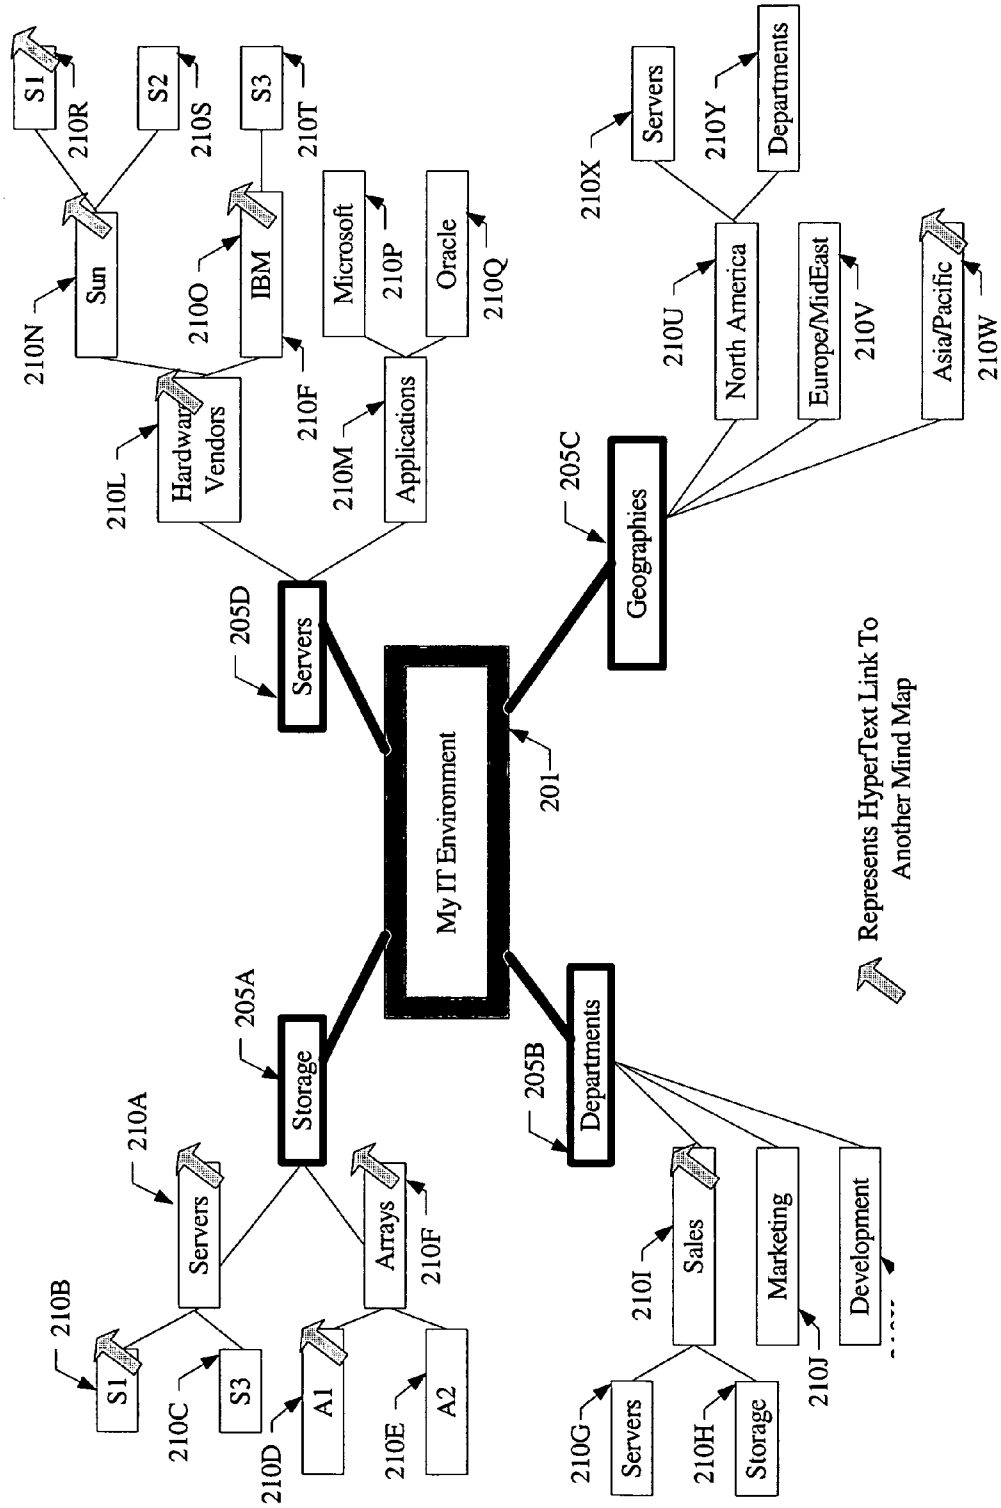 210B
S1
210C
S3
210A
Servers
210D
A1
210E
A2
Arrays
210F
Storage
205A
Servers
205D
210L
Hardwar
Vendors
210N
Sun
S1
210R
S2
210S
210O
IBM
210F
S3
210T
210M
Applications
Microsoft
210P
Oracle
210Q
My IT Environment
201
Departments
205B
210I
Sales
210G
Servers
210H
Storage
Marketing
210J
Development
Geographies
205C
210U
North America
210X
Servers
210Y
Departments
Europe/MidEast
210V
Asia/Pacific
210W
Represents HyperText Link To
Another Mind Map